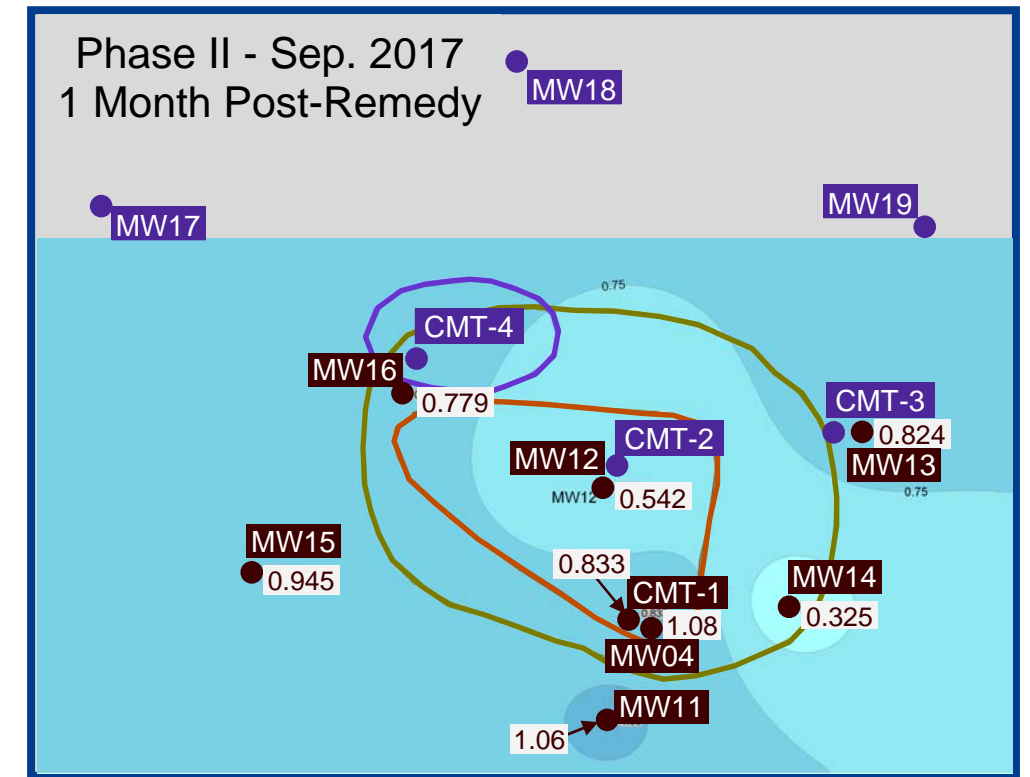 Phase II - Sep. 2017
1 Month Post-Remedy
MW18
MW17
MW19
0.75
CMT-4
MW16
0.779
CMT-3
0.824
MW13
0.75
CMT-2
MW12
MW12
0.542
MW15
0.945
0.833
CMT-1
1.08
MW04
MW14
0.325
MW11
1.06